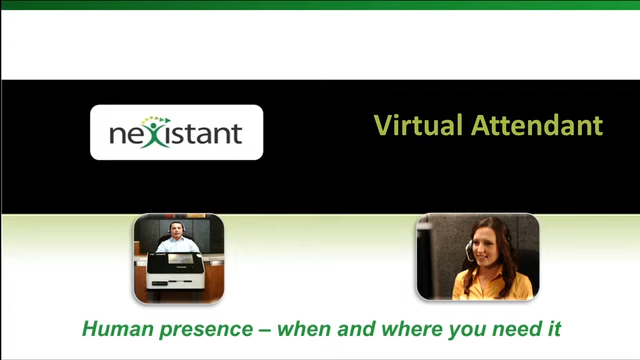 nexistant
Virtual Attendant
Human presence – when and where you need it